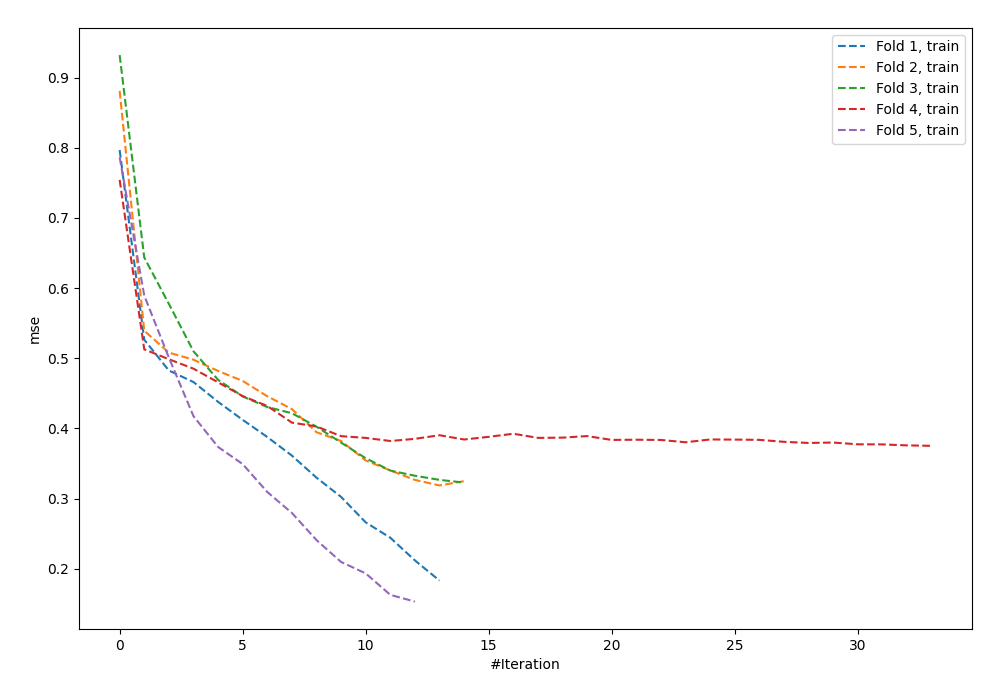 Fold 1, train
Fold 2, train
Fold 3, train
Fold 4, train
Fold 5, train
0.9
0.8
0.7
0.6
0.5
0.4
0.3
0.2
mse
0 5 10 15 20 25 30
#Iteration